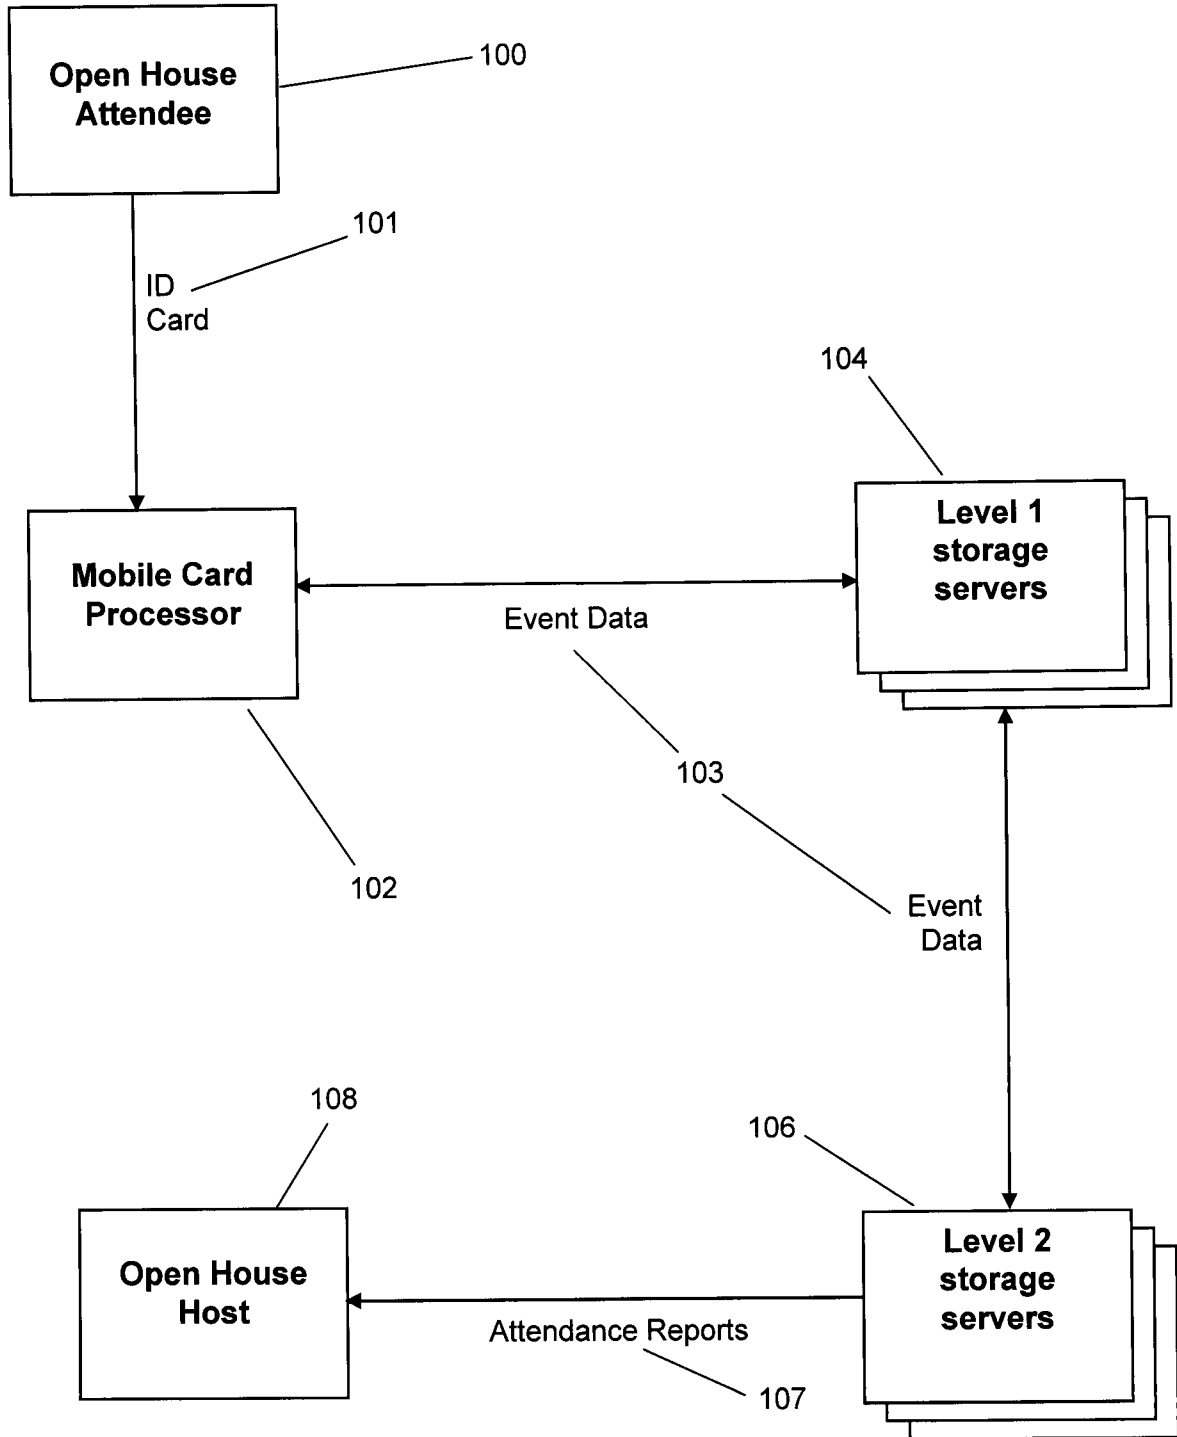 Open House
Attendee
100
101
ID
Card
104
Level 1
storage
servers
Mobile Card
Processor
Event Data
103
102
Event
Data
108
106
Level 2
storage
servers
Open House
Host
Attendance Reports
107